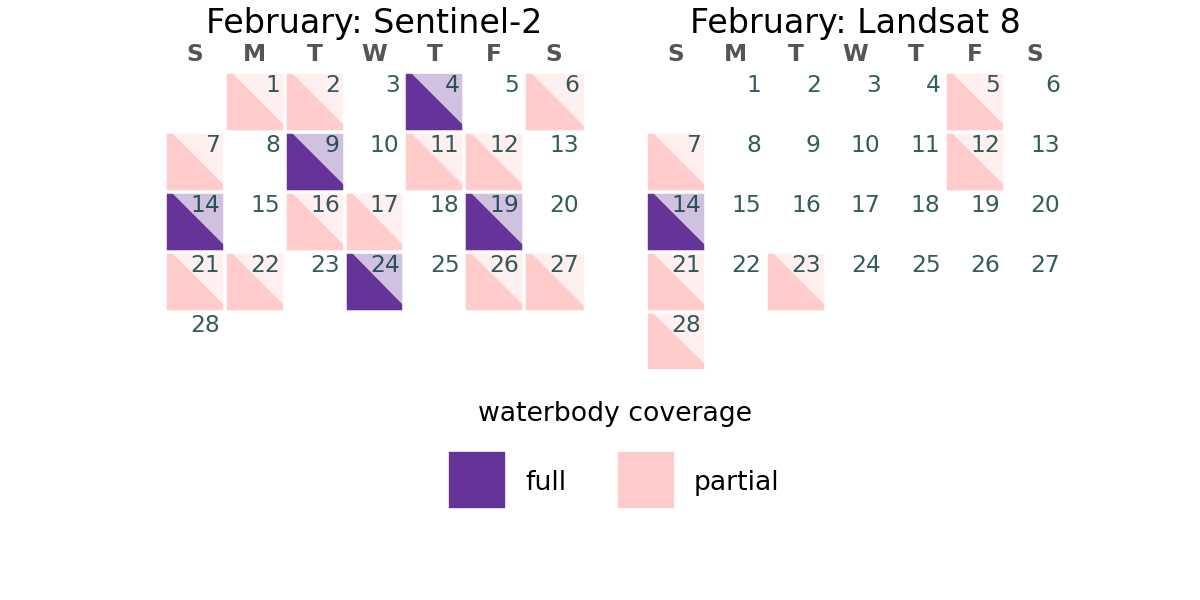 February: Sentinel-2
S M T W T F S
1 2 3 4 5 6
7 8 9 10 11 12 13
14 15 16 17 18 19 20
21 22 23 24 25 26 27
28
February: Landsat 8
S M T W T F S
1 2 3 4 5 6
7 8 9 10 11 12 13
14 15 16 17 18 19 20
21 22 23 24 25 26 27
28
waterbody coverage
full partial